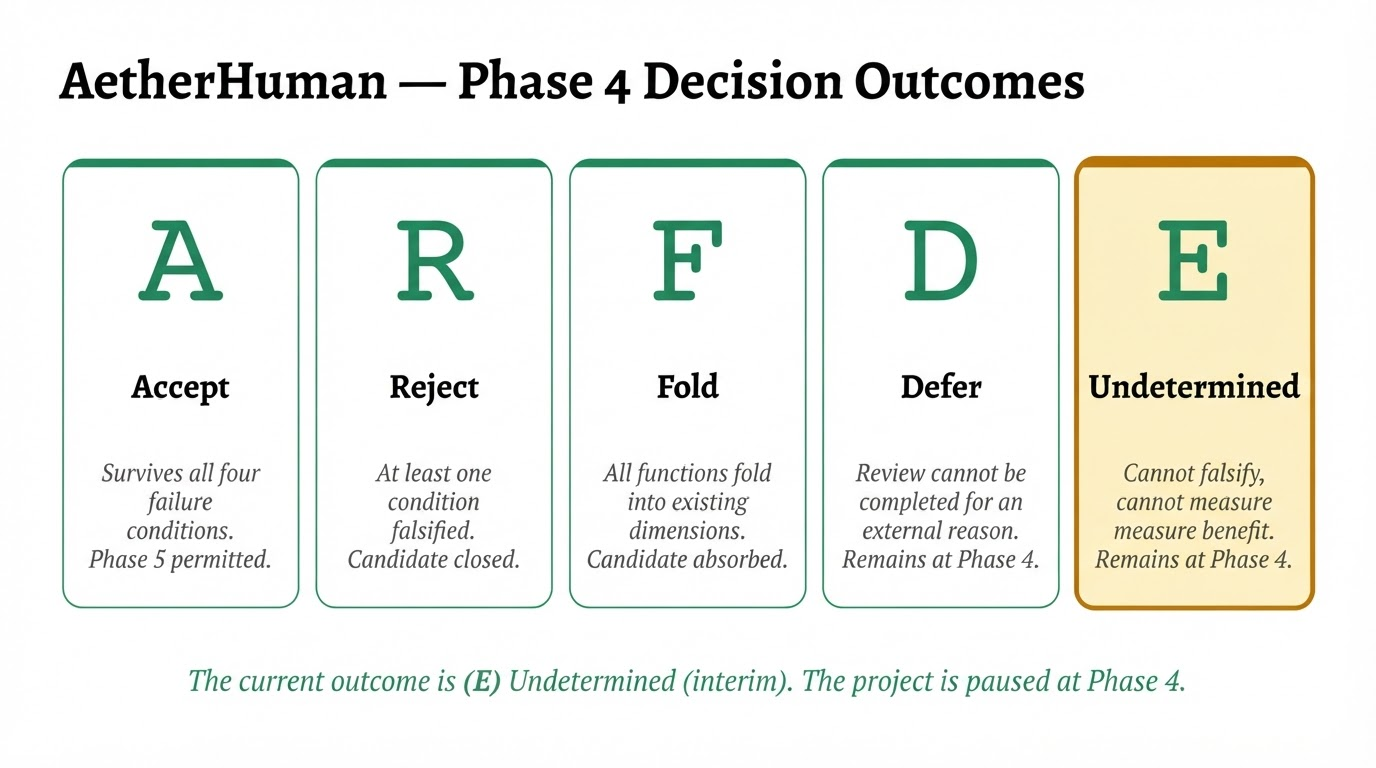 AetherHuman — Phase 4 Decision Outcomes
A
Accept
Survives all four
failure
conditions.
Phase 5 permitted.
R
Reject
At least one
condition
falsified.
Candidate closed.
F
Fold
All functions fold
into existing
dimensions.
Candidate absorbed.
D
Defer
Review cannot be
completed for an
external reason.
Remains at Phase 4.
E
Undetermined
Cannot falsify,
cannot measure
measure benefit.
Remains at Phase 4.
The current outcome is (E) Undetermined (interim). The project is paused at Phase 4.